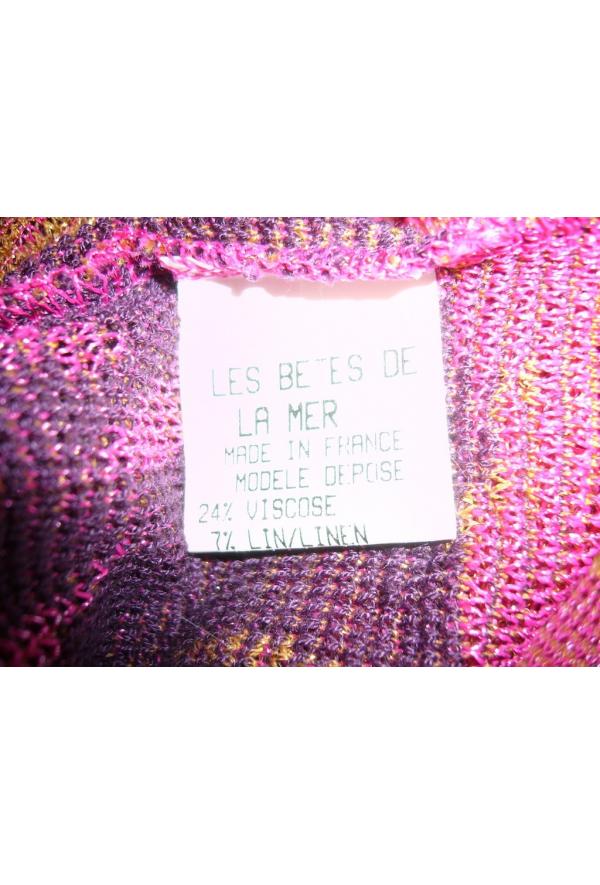 LES BETES DE
LA MER
MADE IN FRANCE
MODELE DEPOSE
24% VISCOSE
7% LIN/LINEN